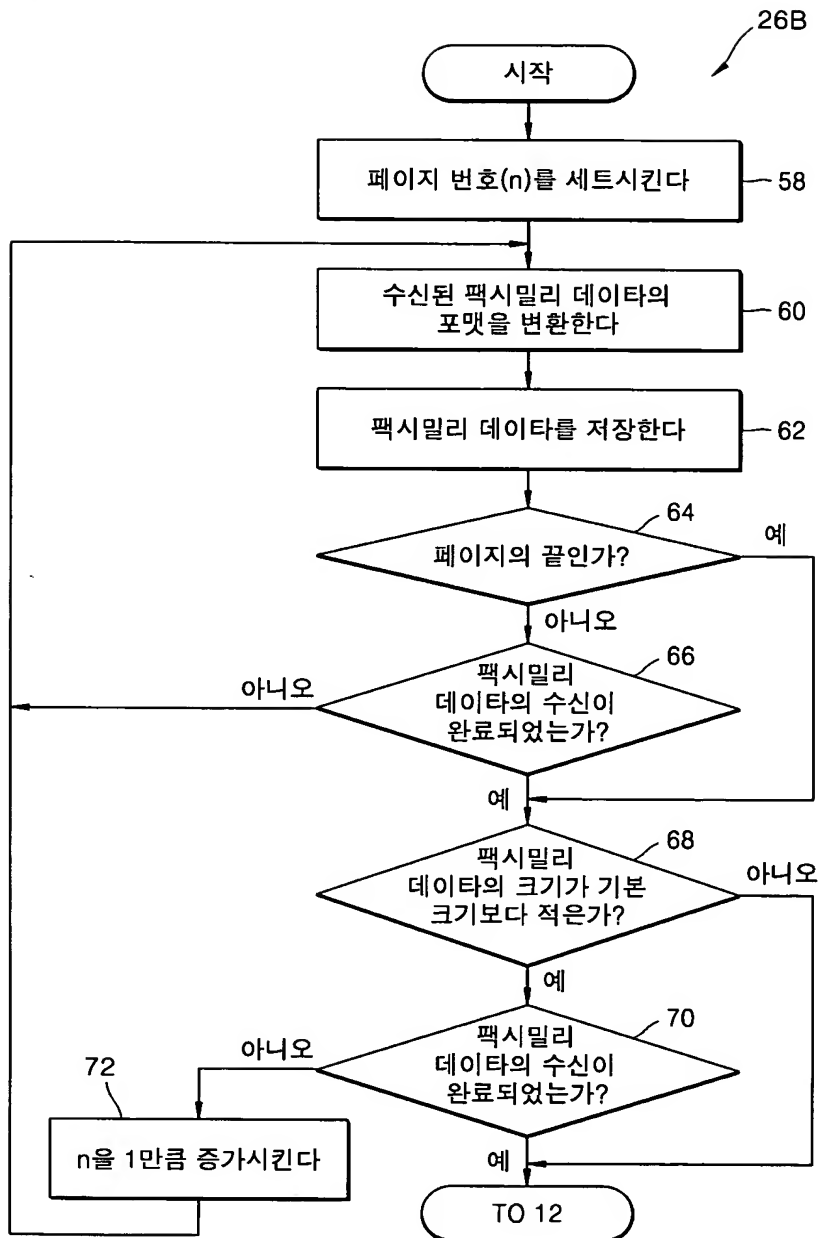 26B
시작
페이지 번호(n)를 세트시킨다
58
수신된 팩시밀리 데이타의
포맷을 변환한다
60
팩시밀리 데이타를 저장한다
62
64
페이지의 끝인가?
예
아니오
66
팩시밀리
데이타의 수신이
완료되었는가?
아니오
예
68
팩시밀리
데이타의 크기가 기본
크기보다 적은가?
아니오
예
70
팩시밀리
데이타의 수신이
완료되었는가?
아니오
72
n을 1만큼 증가시킨다
예
TO 12